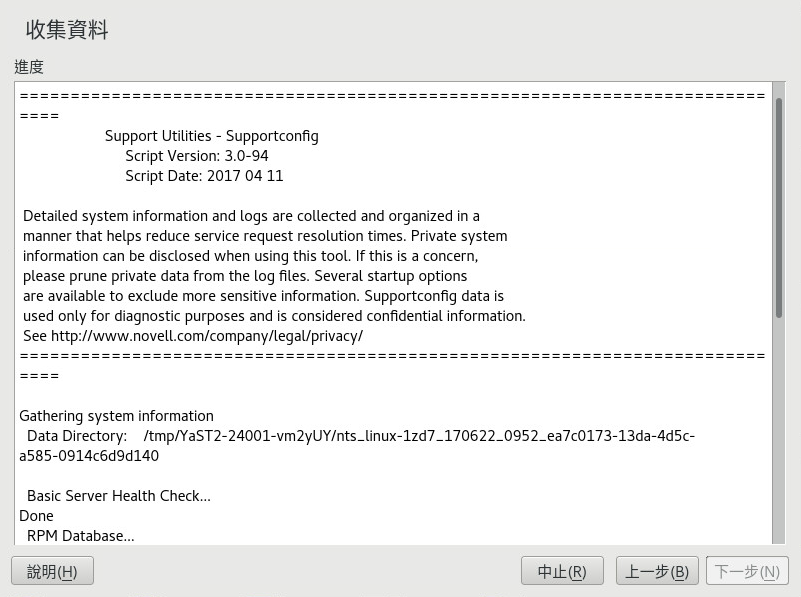 收集資料
進度
=========================================================================
====
Support Utilities - Supportconfig
Script Version: 3.0-94
Script Date: 2017 04 11
Detailed system information and logs are collected and organized in a
manner that helps reduce service request resolution times. Private system
information can be disclosed when using this tool. If this is a concern,
please prune private data from the log files. Several startup options
are available to exclude more sensitive information. Supportconfig data is
used only for diagnostic purposes and is considered confidential information.
See http://www.novell.com/company/legal/privacy/
=========================================================================
====
Gathering system information
Data Directory: /tmp/YaST2-24001-vm2yUY/nts_linux-1zd7_170622_0952_ea7c0173-13da-4d5c-
a585-0914c6d9d140
Basic Server Health Check...
Done
RPM Database...
說明(H) 中止(R) 上一步(B) 下一步(N)